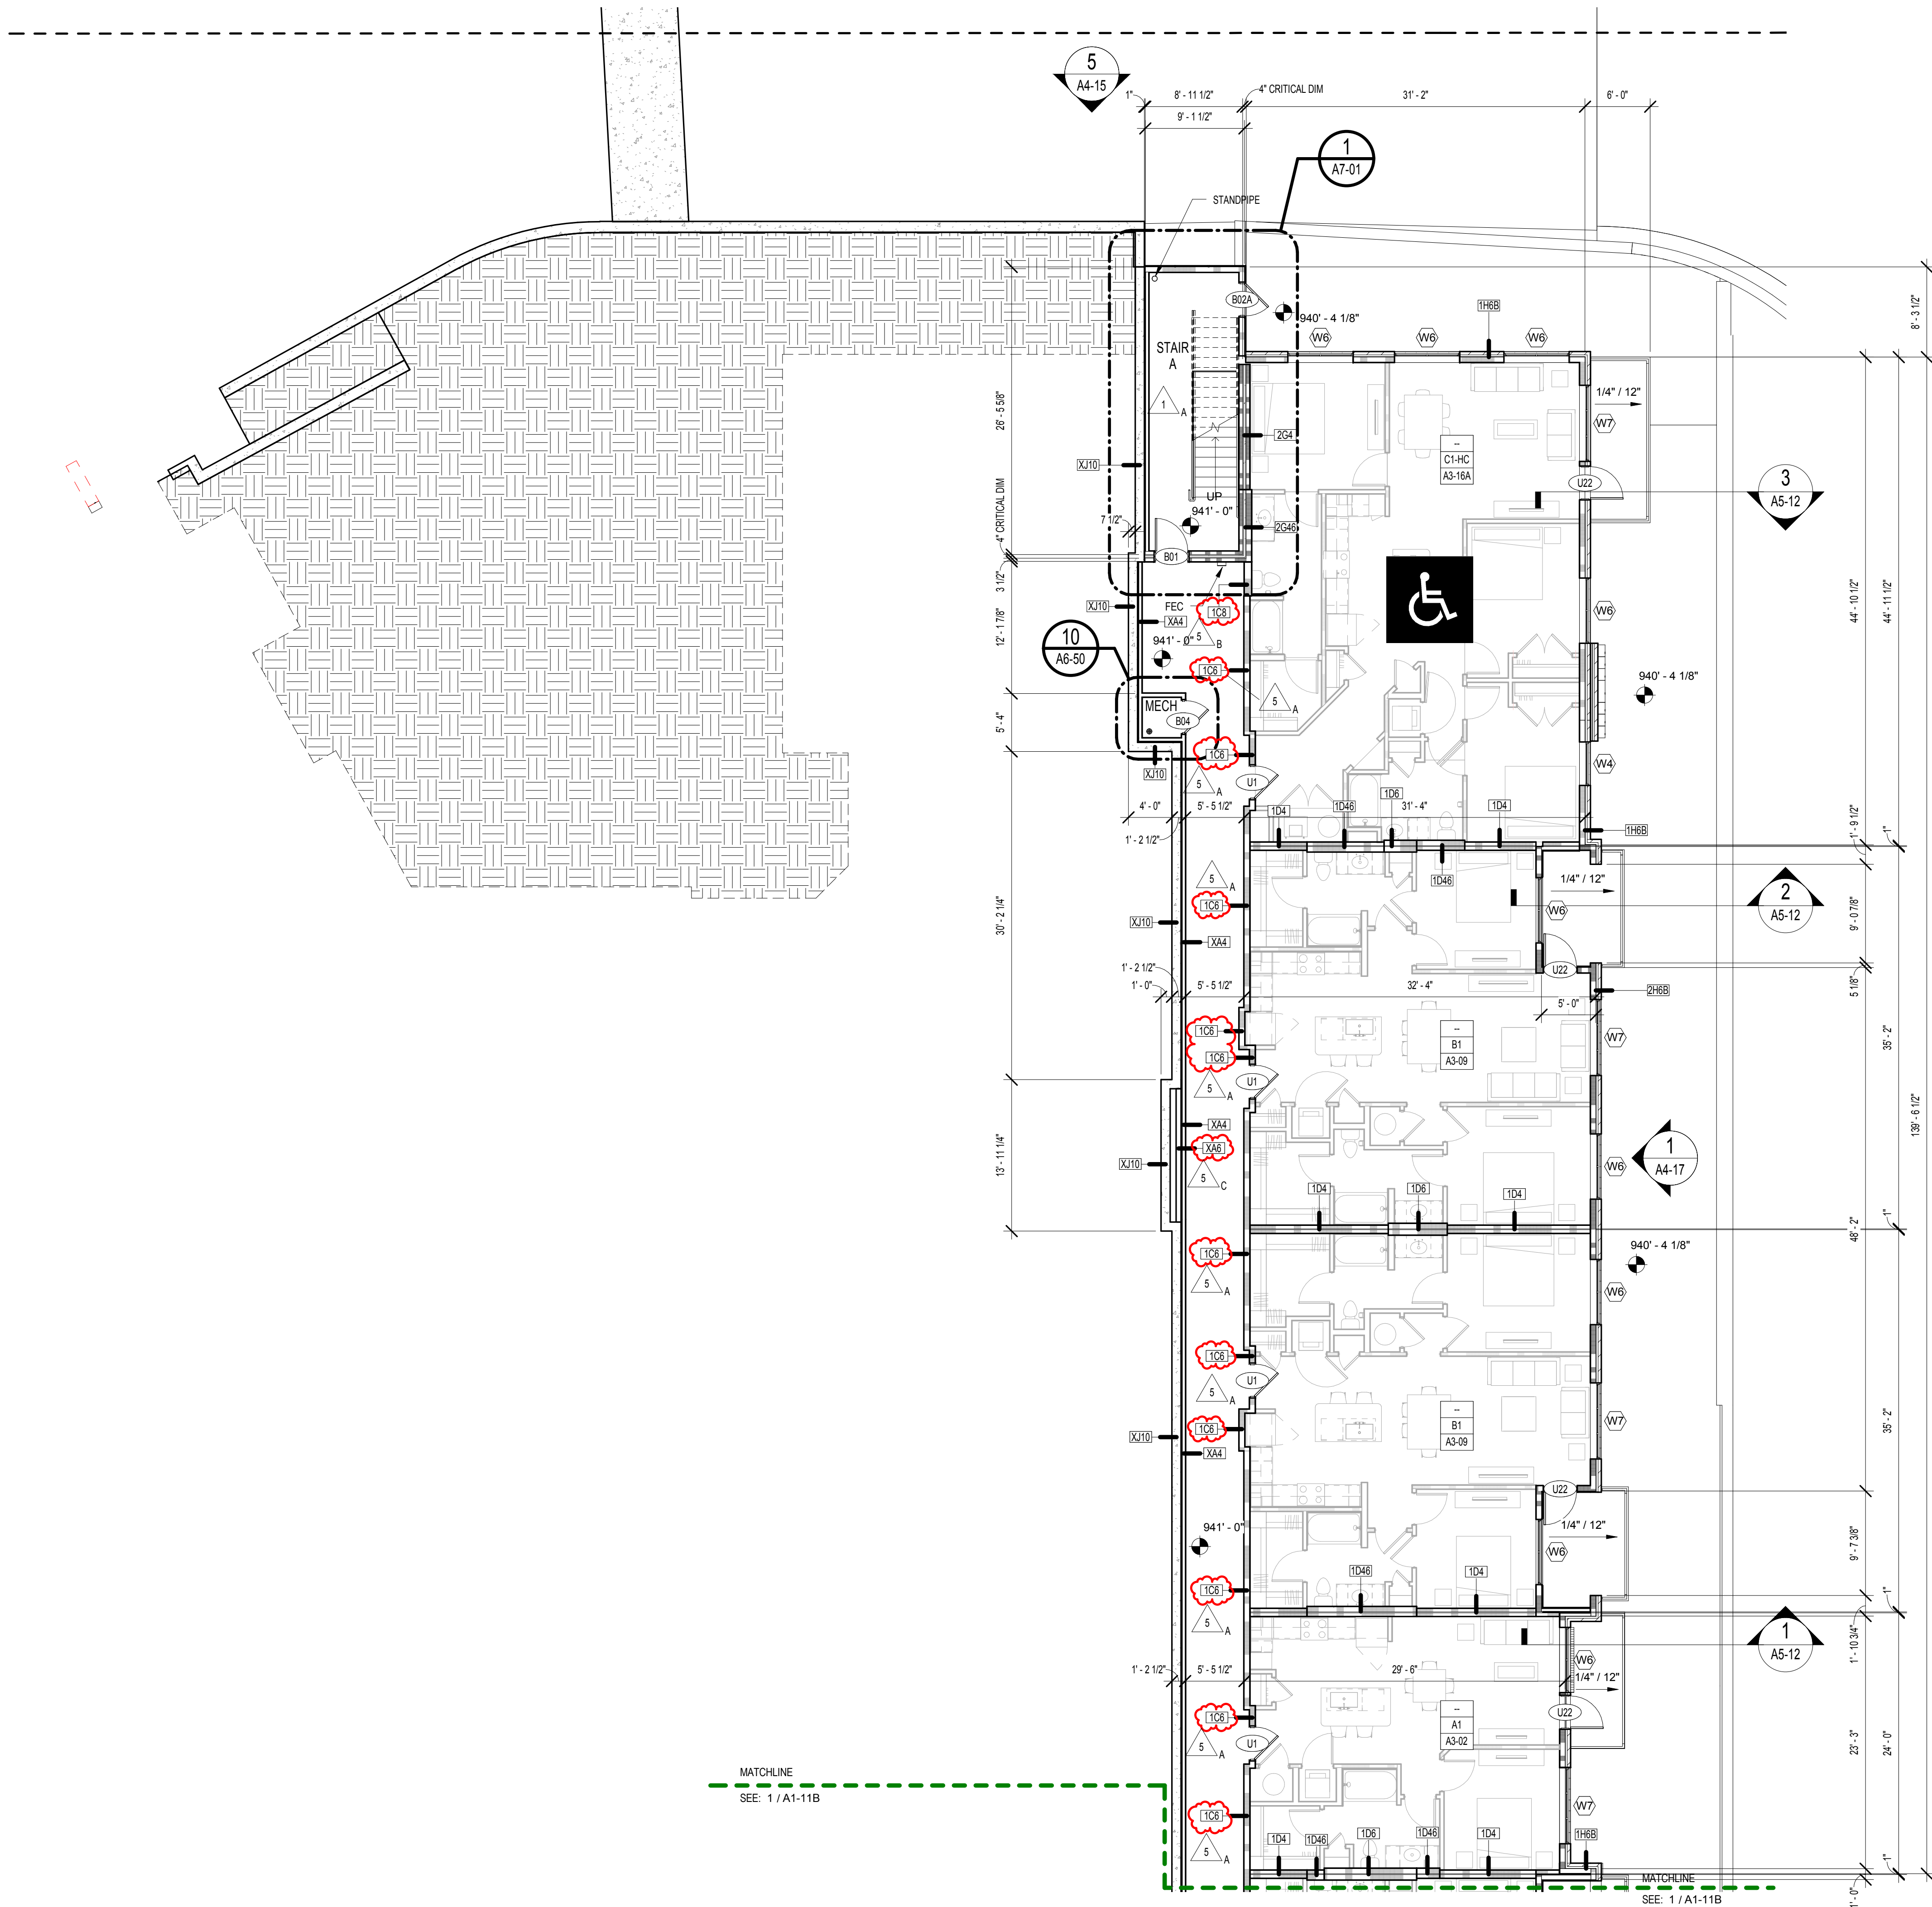 5
A4-15
1"
8' - 11 1/2"
4" CRITICAL DIM
31' - 2"
6' - 0"
9' - 1 1/2"
1
A7-01
STANDPIPE
B02A
940' - 4 1/8"
1H6B
8' - 3 1/2"
W6
W6
W6
STAIR
A
1
A
26' - 5 5/8"
1/4" / 12"
W7
2G4
--
C1-HC
A3-16A
XJ10
U22
3
A5-12
UP
941' - 0"
4" CRITICAL DIM
7 1/2"
2G46
B01
3 1/2"
FEC
1C8
XJ10
XA4
5
B
W6
44' - 10 1/2"
44' - 11 1/2"
12' - 1 7/8"
10
A6-50
941' - 0"
1C6
5
A
940' - 4 1/8"
MECH
B04
5' - 4"
1C6
XJ10
5
A
U1
W4
4' - 0"
5' - 5 1/2"
1D4
1D46
1D6
31' - 4"
1D4
1' - 2 1/2"
1H6B
1' - 9 1/2"
1"
5
A
1C6
1D46
1/4" / 12"
W6
2
A5-12
9' - 0 7/8"
XJ10
XA4
30' - 2 1/4"
1' - 2 1/2"
1' - 0"
5' - 5 1/2"
32' - 4"
U22
5' - 0"
2H6B
5 1/8"
1C6
1C6
--
B1
A3-09
W7
35' - 2"
5
A
U1
XA4
139' - 6 1/2"
XA6
XJ10
5
C
13' - 11 1/4"
W6
1
A4-17
1D4
1D6
1D4
1"
48' - 2"
1C6
5
A
940' - 4 1/8"
W6
1C6
5
A
U1
1C6
XJ10
XA4
--
B1
A3-09
W7
35' - 2"
U22
941' - 0"
1/4" / 12"
W6
9' - 7 3/8"
1C6
5
A
1D46
1D4
1"
1' - 10 3/4"
1
A5-12
W6
1/4" / 12"
1' - 2 1/2"
5' - 5 1/2"
29' - 6"
1C6
5
A
U1
--
A1
A3-02
U22
23' - 3"
24' - 0"
MATCHLINE
SEE: 1 / A1-11B
W7
1C6
5
A
1D4
1D46
1D6
1D46
1D4
1H6B
1"
MATCHLINE
SEE: 1 / A1-11B
1' - 0"